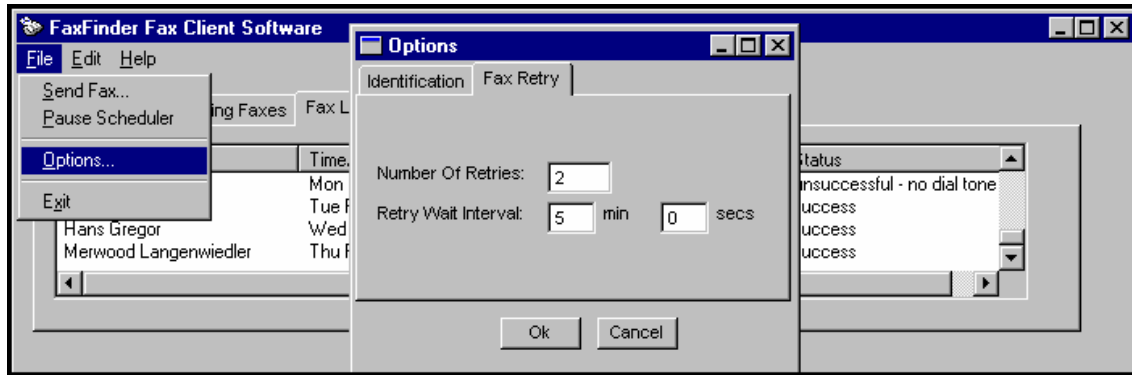 FaxFinder Fax Client Software
File Edit Help
Send Fax...
Pause Scheduler
Options...
Exit
ing Faxes
Fax L
Time.
Status
Mon
unsuccessful - no dial tone
Tue F
uccess
Hans Gregor
Wed
uccess
Merwood Langenwiedler
Thu F
uccess
Options
Identification
Fax Retry
Number Of Retries: 2
Retry Wait Interval: 5 min 0 secs
Ok
Cancel